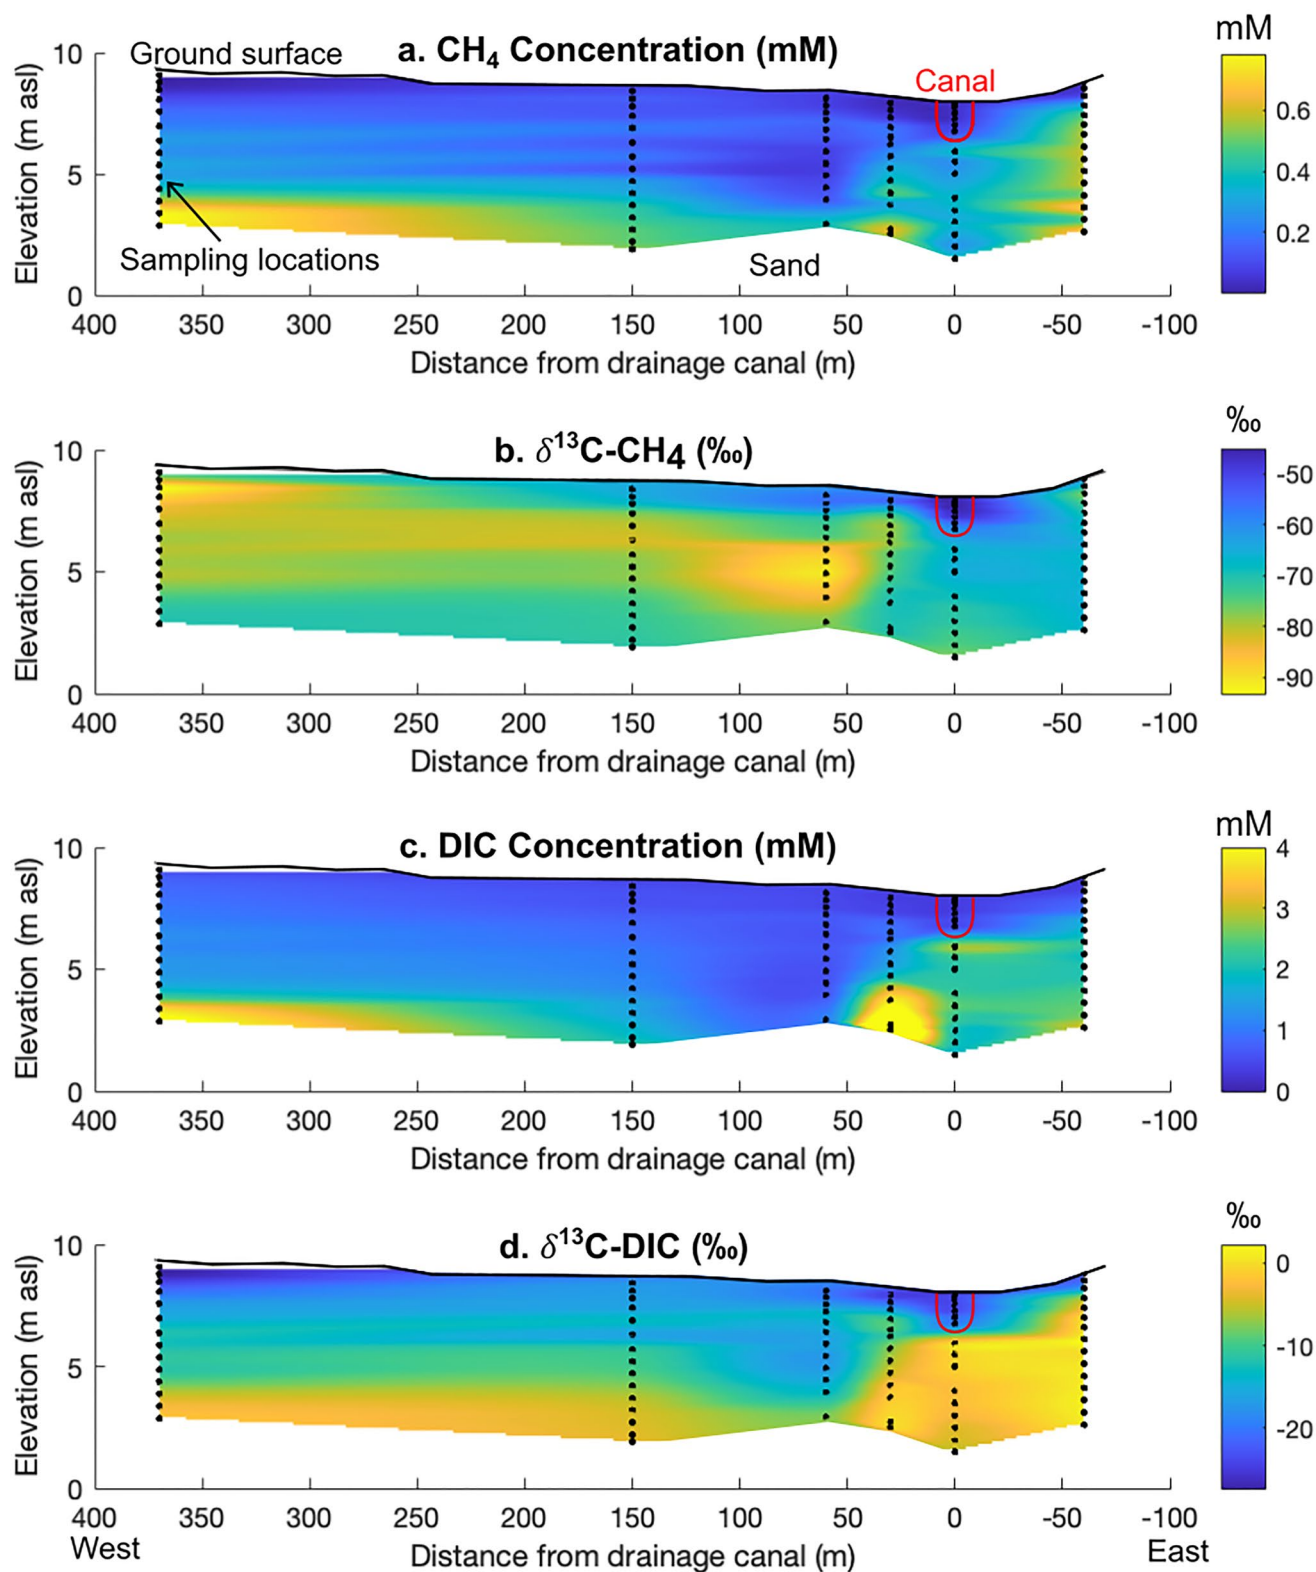 a. CH₄ Concentration (mM)
mM
Ground surface
Canal
Sampling locations
Sand
Elevation (m asl)
10
5
0
0.6
0.4
0.2
400 350 300 250 200 150 100 50 0 -50 -100
Distance from drainage canal (m)
b. δ¹³C-CH₄ (‰)
‰
Elevation (m asl)
10
5
0
-50
-60
-70
-80
-90
400 350 300 250 200 150 100 50 0 -50 -100
Distance from drainage canal (m)
c. DIC Concentration (mM)
mM
Elevation (m asl)
10
5
0
4
3
2
1
0
400 350 300 250 200 150 100 50 0 -50 -100
Distance from drainage canal (m)
d. δ¹³C-DIC (‰)
‰
Elevation (m asl)
10
5
0
0
-10
-20
400 350 300 250 200 150 100 50 0 -50 -100
West
Distance from drainage canal (m)
East